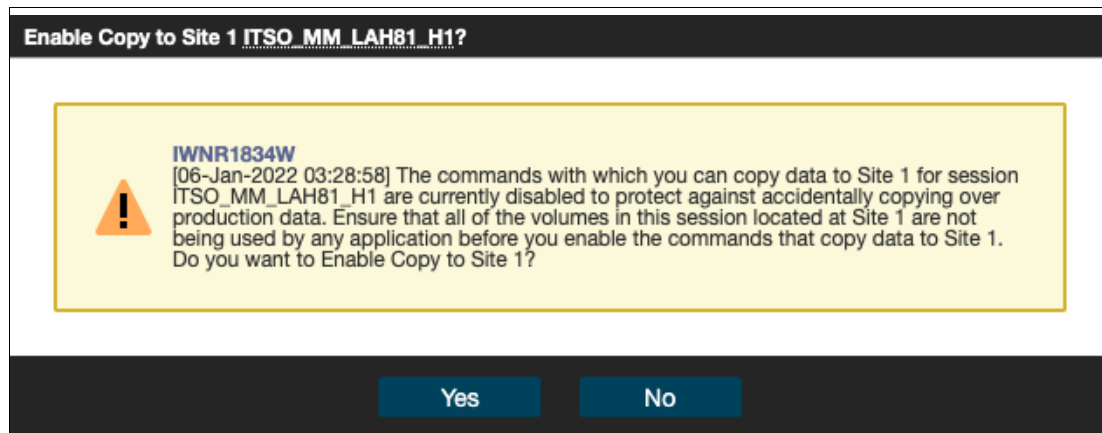 Enable Copy to Site 1 ITSO_MM_LAH81_H1?
IWNR1834W
[06-Jan-2022 03:28:58] The commands with which you can copy data to Site 1 for session
ITSO_MM_LAH81_H1 are currently disabled to protect against accidentally copying over
production data. Ensure that all of the volumes in this session located at Site 1 are not
being used by any application before you enable the commands that copy data to Site 1.
Do you want to Enable Copy to Site 1?
Yes
No